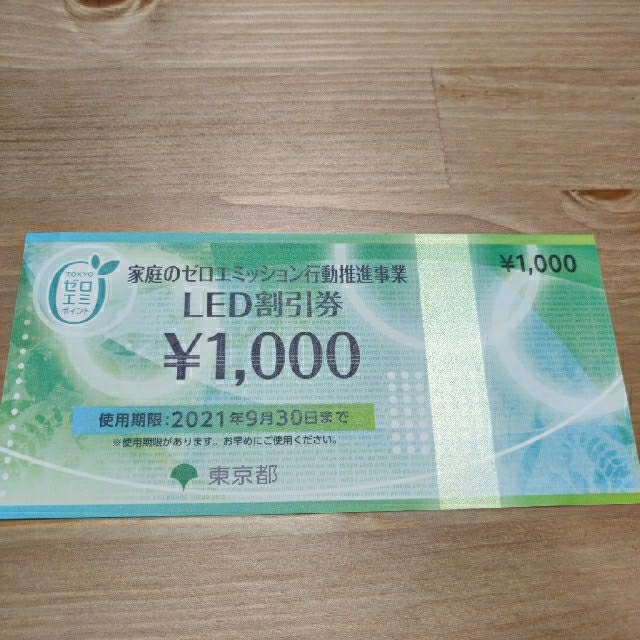 TOKYO
ゼロ
エミ
ポイント
家庭のゼロエミッション行動推進事業
LED割引券
¥1,000
¥1,000
使用期限:2021年9月30日まで
※使用期限があります。お早めにご使用ください。
東京都